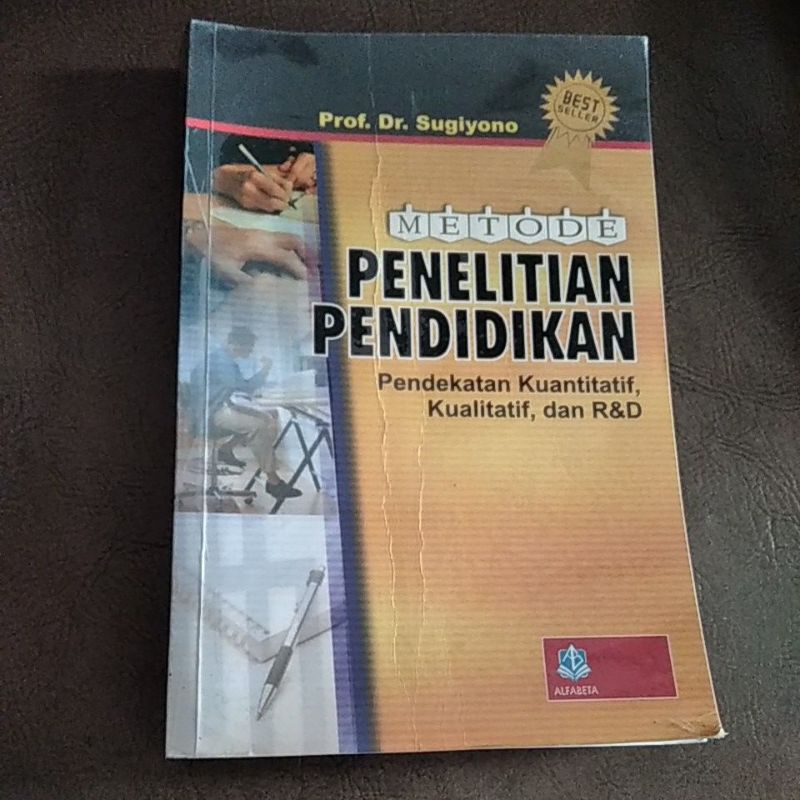 Prof. Dr. Sugiyono
BEST
SELLER
METODE
PENELITIAN
PENDIDIKAN
Pendekatan Kuantitatif,
Kualitatif, dan R&D
ALFABETA